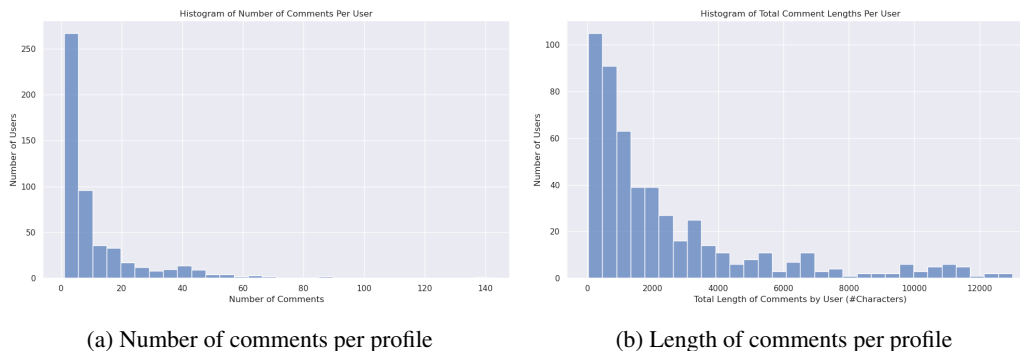 Histogram of Number of Comments Per User
250
200
150
100
50
0
Number of Users
0 20 40 60 80 100 120 140
Number of Comments
(a) Number of comments per profile
Histogram of Total Comment Lengths Per User
100
80
60
40
20
0
Number of Users
0 2000 4000 6000 8000 10000 12000
Total Length of Comments by User (#Characters)
(b) Length of comments per profile